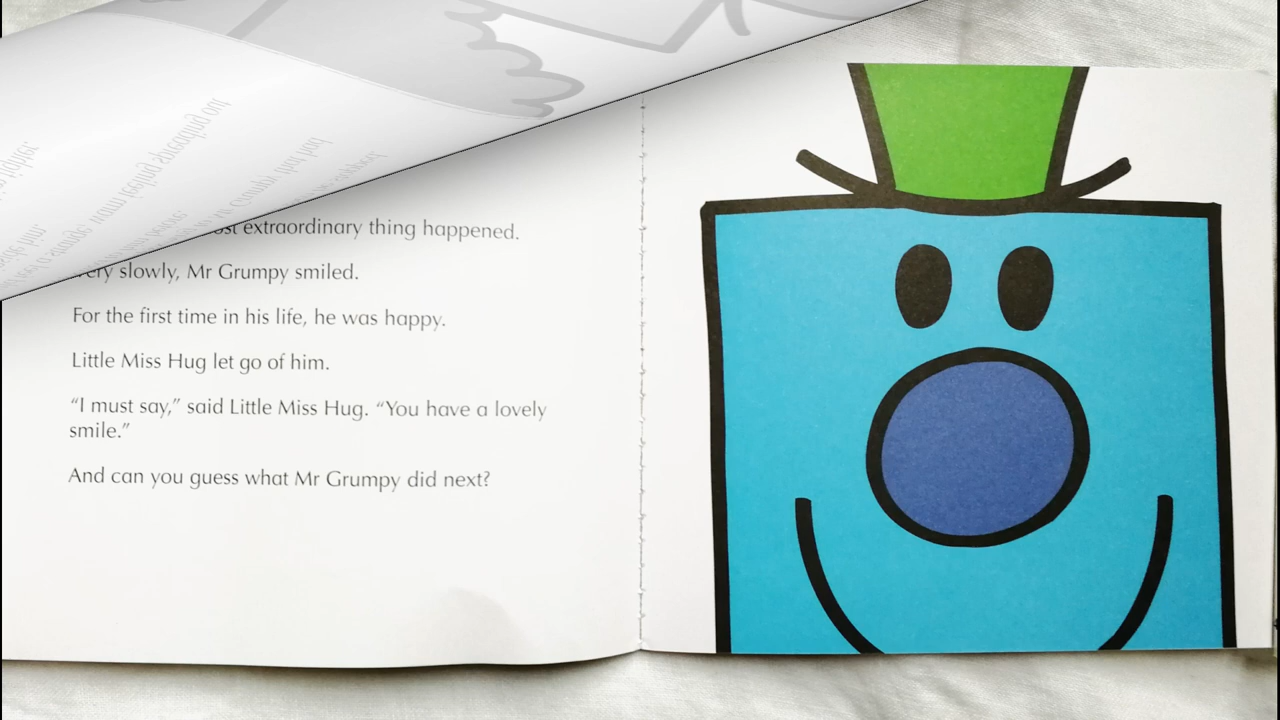 extraordinary thing happened.
slowly, Mr Grumpy smiled.
For the first time in his life, he was happy.
Little Miss Hug let go of him.
“I must say,” said Little Miss Hug. “You have a lovely
smile.”
And can you guess what Mr Grumpy did next?